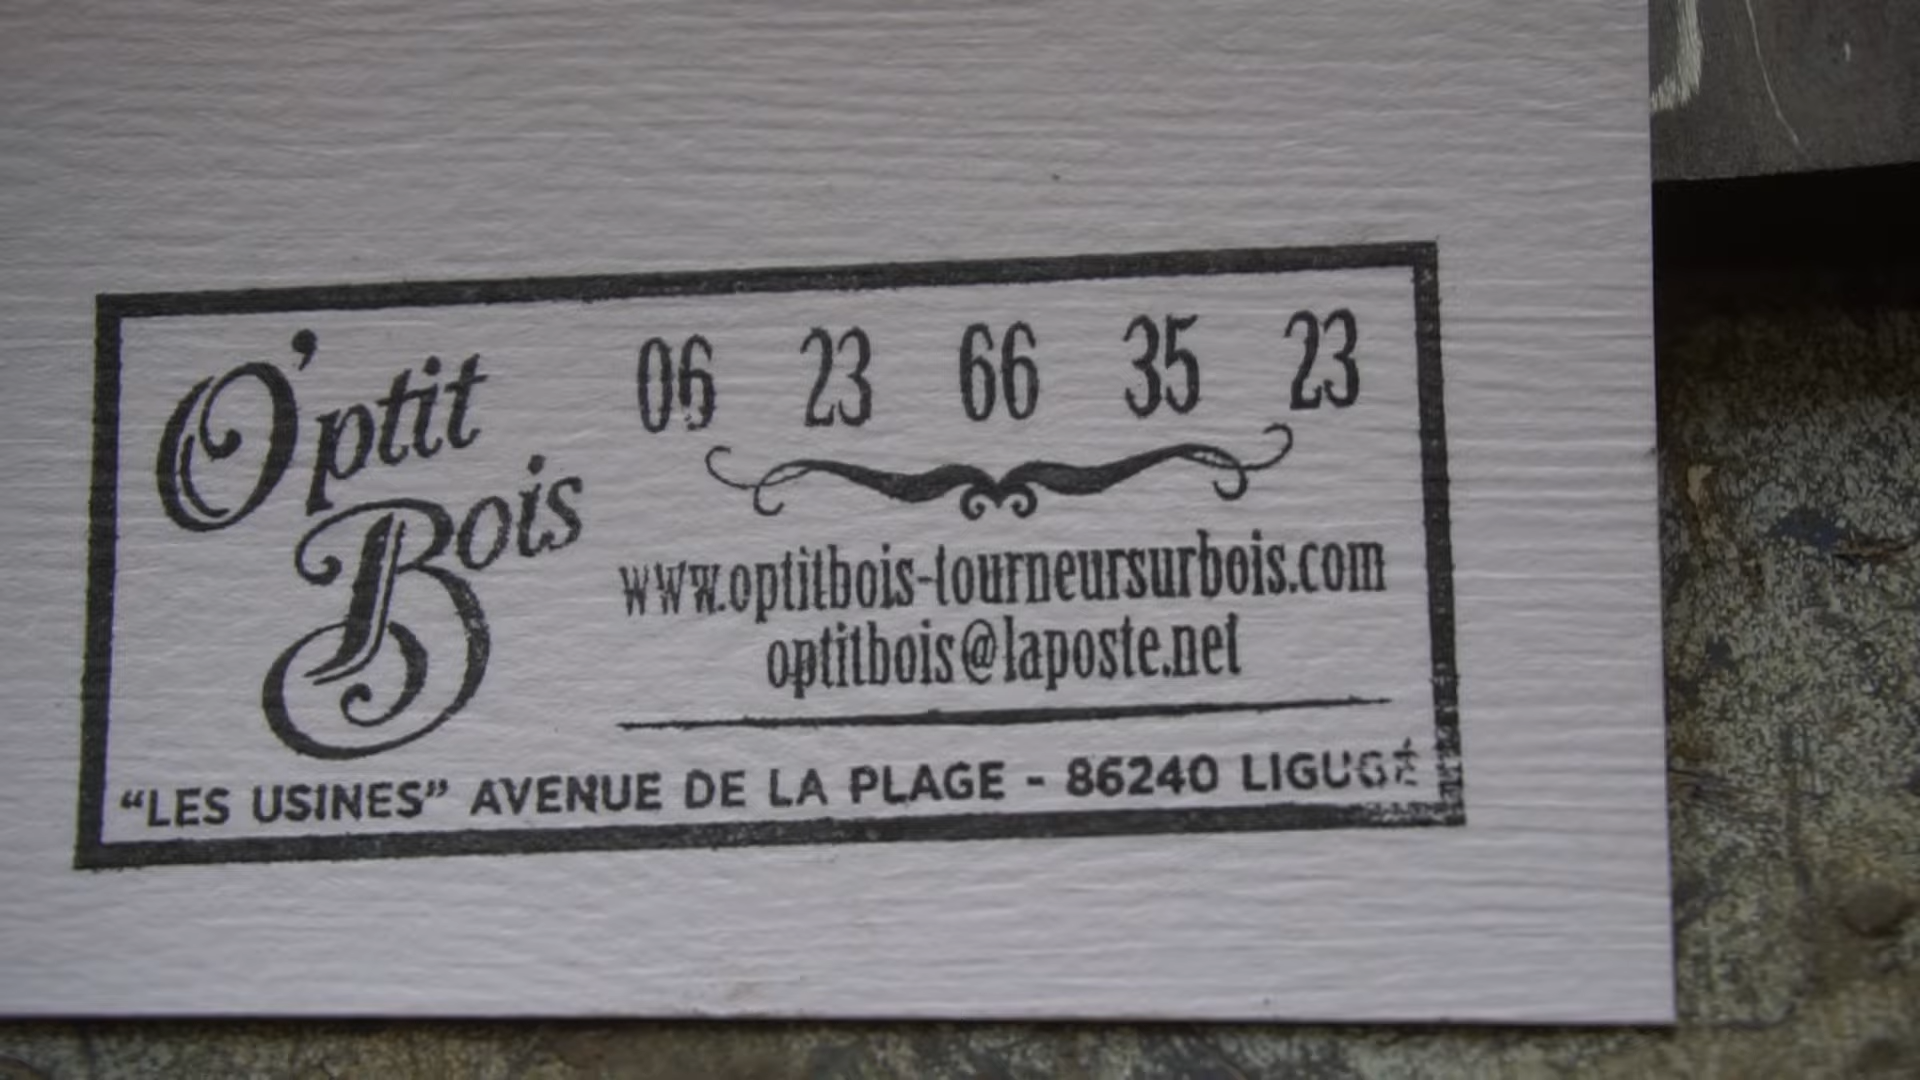 O'ptit
Bois
06 23 66 35 23
www.optitbois-tourneursurbois.com
optitbois@laposte.net
“LES USINES” AVENUE DE LA PLAGE - 86240 LIGUGÉ